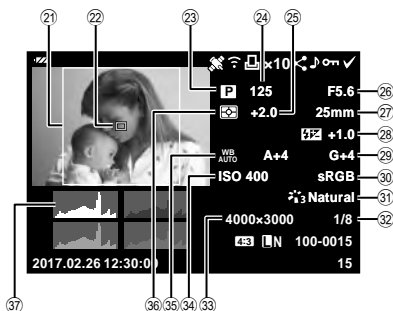 ㉑ ㉒ ㉓ ㉔ ㉕
×10
P 125 F5.6 ㉖
+2.0 25mm ㉗
+1.0 ㉘
WB AUTO A+4 G+4 ㉙
ISO 400 sRGB ㉚
3 Natural ㉛
4000×3000 1/8 ㉜
4:3 LN 100-0015
2017.02.26 12:30:00 15
㊲ ㊱ ㉟ ㉞ ㉝